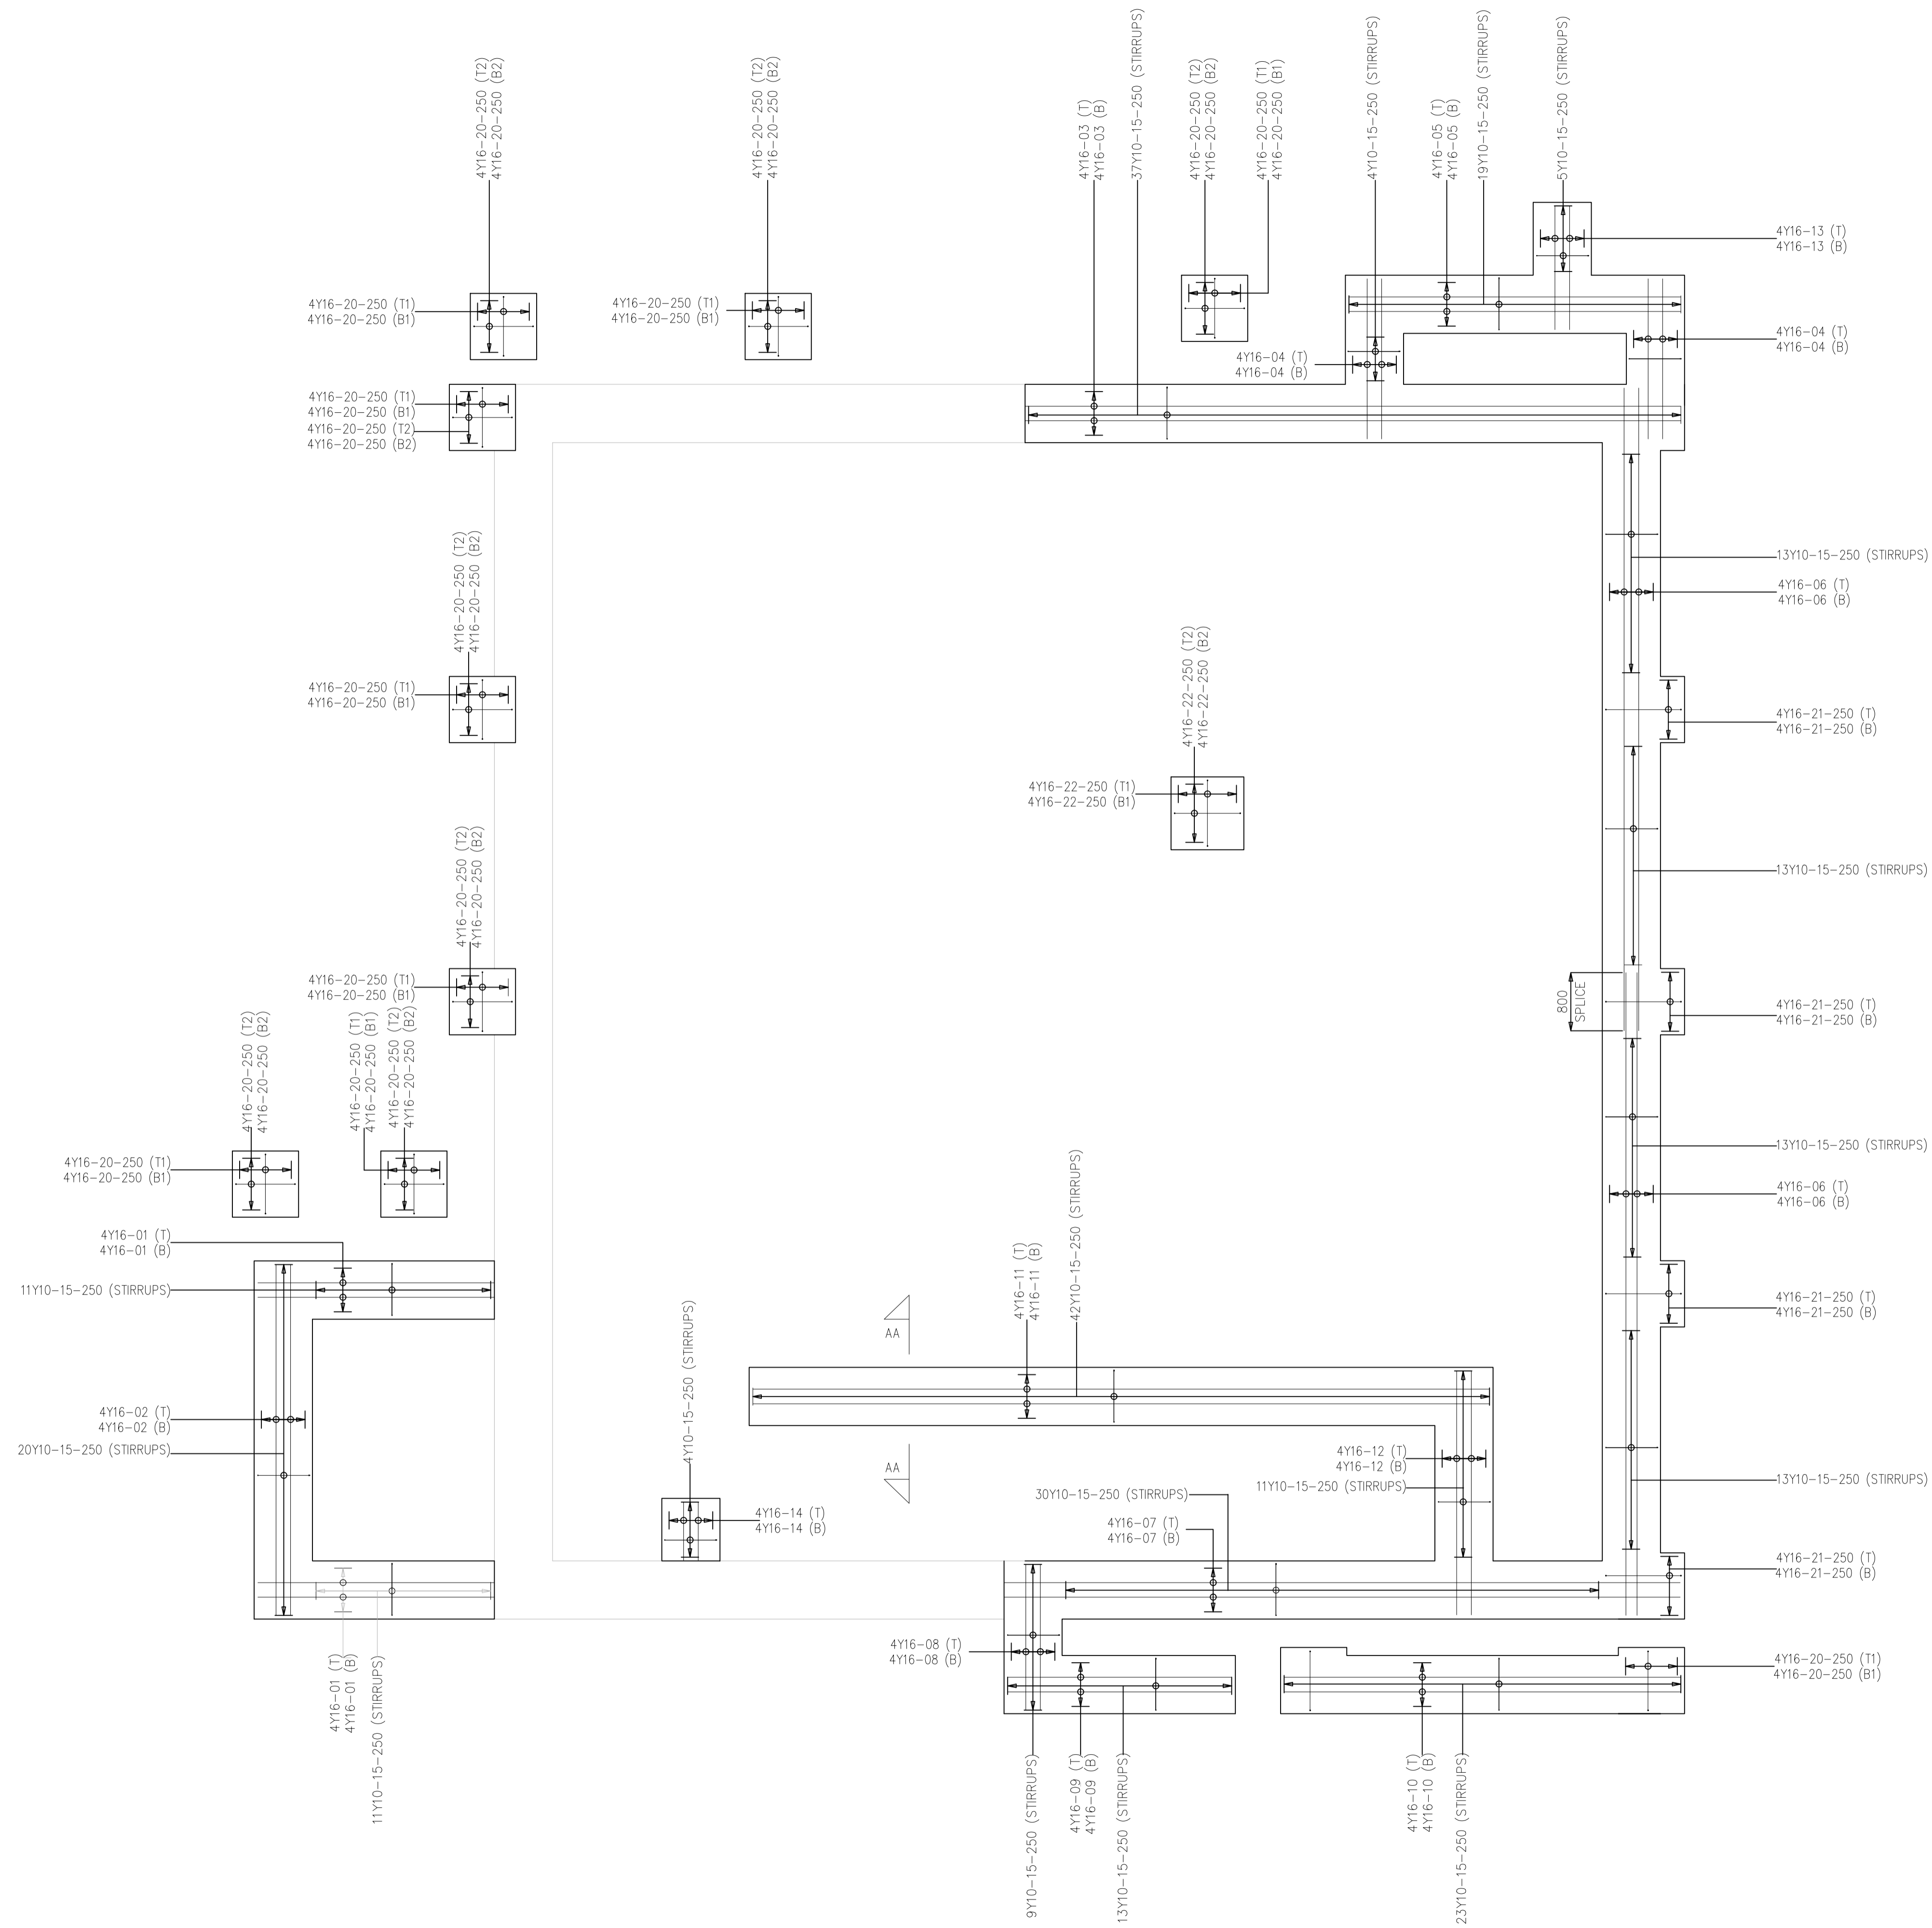 4Y16-20-250 (T2)
4Y16-20-250 (B2)
4Y16-20-250 (T2)
4Y16-20-250 (B2)
4Y16-03 (T)
4Y16-03 (B)
37Y10-15-250 (STIRRUPS)
4Y16-20-250 (T2)
4Y16-20-250 (B2)
4Y16-20-250 (T1)
4Y16-20-250 (B1)
4Y10-15-250 (STIRRUPS)
4Y16-05 (T)
4Y16-05 (B)
19Y10-15-250 (STIRRUPS)
5Y10-15-250 (STIRRUPS)
4Y16-13 (T)
4Y16-13 (B)
4Y16-20-250 (T1)
4Y16-20-250 (B1)
4Y16-20-250 (T1)
4Y16-20-250 (B1)
4Y16-04 (T)
4Y16-04 (B)
4Y16-04 (T)
4Y16-04 (B)
4Y16-20-250 (T1)
4Y16-20-250 (B1)
4Y16-20-250 (T2)
4Y16-20-250 (B2)
4Y16-20-250 (T2)
4Y16-20-250 (B2)
13Y10-15-250 (STIRRUPS)
4Y16-06 (T)
4Y16-06 (B)
4Y16-20-250 (T1)
4Y16-20-250 (B1)
4Y16-22-250 (T2)
4Y16-22-250 (B2)
4Y16-21-250 (T)
4Y16-21-250 (B)
4Y16-22-250 (T1)
4Y16-22-250 (B1)
13Y10-15-250 (STIRRUPS)
4Y16-20-250 (T2)
4Y16-20-250 (B2)
4Y16-20-250 (T1)
4Y16-20-250 (B1)
800
SPLICE
4Y16-21-250 (T)
4Y16-21-250 (B)
4Y16-20-250 (T2)
4Y16-20-250 (B2)
4Y16-20-250 (T1)
4Y16-20-250 (B1)
4Y16-20-250 (T2)
4Y16-20-250 (B2)
13Y10-15-250 (STIRRUPS)
4Y16-20-250 (T1)
4Y16-20-250 (B1)
4Y16-06 (T)
4Y16-06 (B)
4Y16-01 (T)
4Y16-01 (B)
11Y10-15-250 (STIRRUPS)
4Y16-11 (T)
4Y16-11 (B)
42Y10-15-250 (STIRRUPS)
4Y16-21-250 (T)
4Y16-21-250 (B)
AA
4Y10-15-250 (STIRRUPS)
4Y16-02 (T)
4Y16-02 (B)
20Y10-15-250 (STIRRUPS)
AA
4Y16-12 (T)
4Y16-12 (B)
11Y10-15-250 (STIRRUPS)
13Y10-15-250 (STIRRUPS)
30Y10-15-250 (STIRRUPS)
4Y16-14 (T)
4Y16-14 (B)
4Y16-07 (T)
4Y16-07 (B)
4Y16-21-250 (T)
4Y16-21-250 (B)
4Y16-08 (T)
4Y16-08 (B)
4Y16-20-250 (T1)
4Y16-20-250 (B1)
4Y16-01 (T)
4Y16-01 (B)
11Y10-15-250 (STIRRUPS)
9Y10-15-250 (STIRRUPS)
4Y16-09 (T)
4Y16-09 (B)
13Y10-15-250 (STIRRUPS)
4Y16-10 (T)
4Y16-10 (B)
23Y10-15-250 (STIRRUPS)